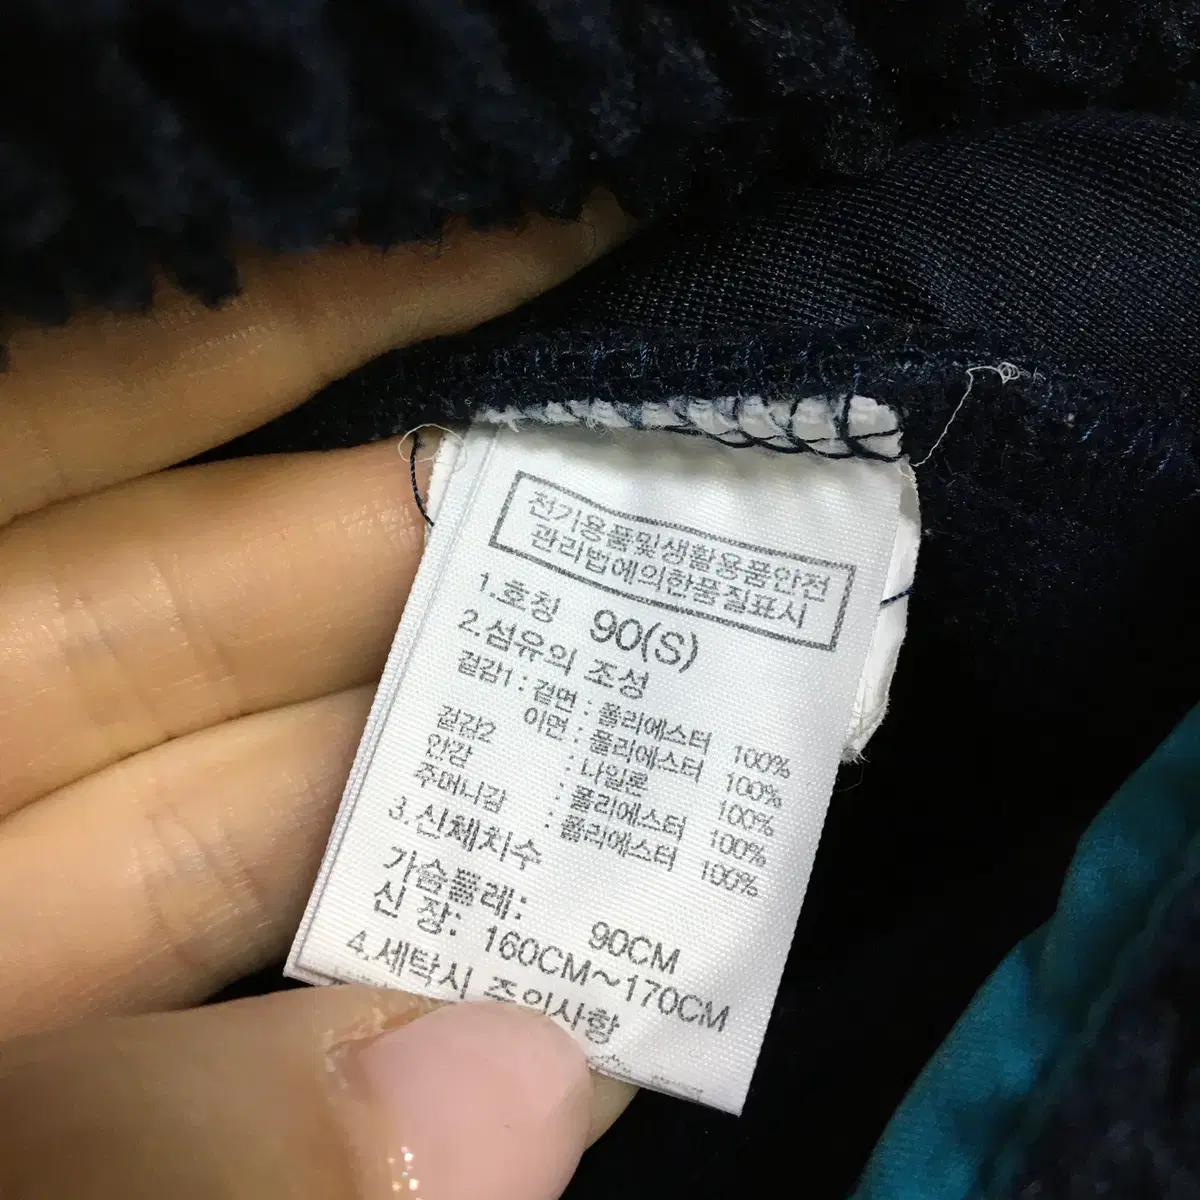 전기용품및생활용품안전
관리법에의한품질표시
1.호칭 90(S)
2.섬유의 조성
겉감1 : 겉면 : 폴리에스터 100%
이면 : 폴리에스터 100%
겉감2 : 나일론 100%
안감 : 폴리에스터 100%
주머니감 : 폴리에스터 100%
3.신체치수
가슴둘레: 90CM
신 장: 160CM~170CM
4.세탁시 주의사항